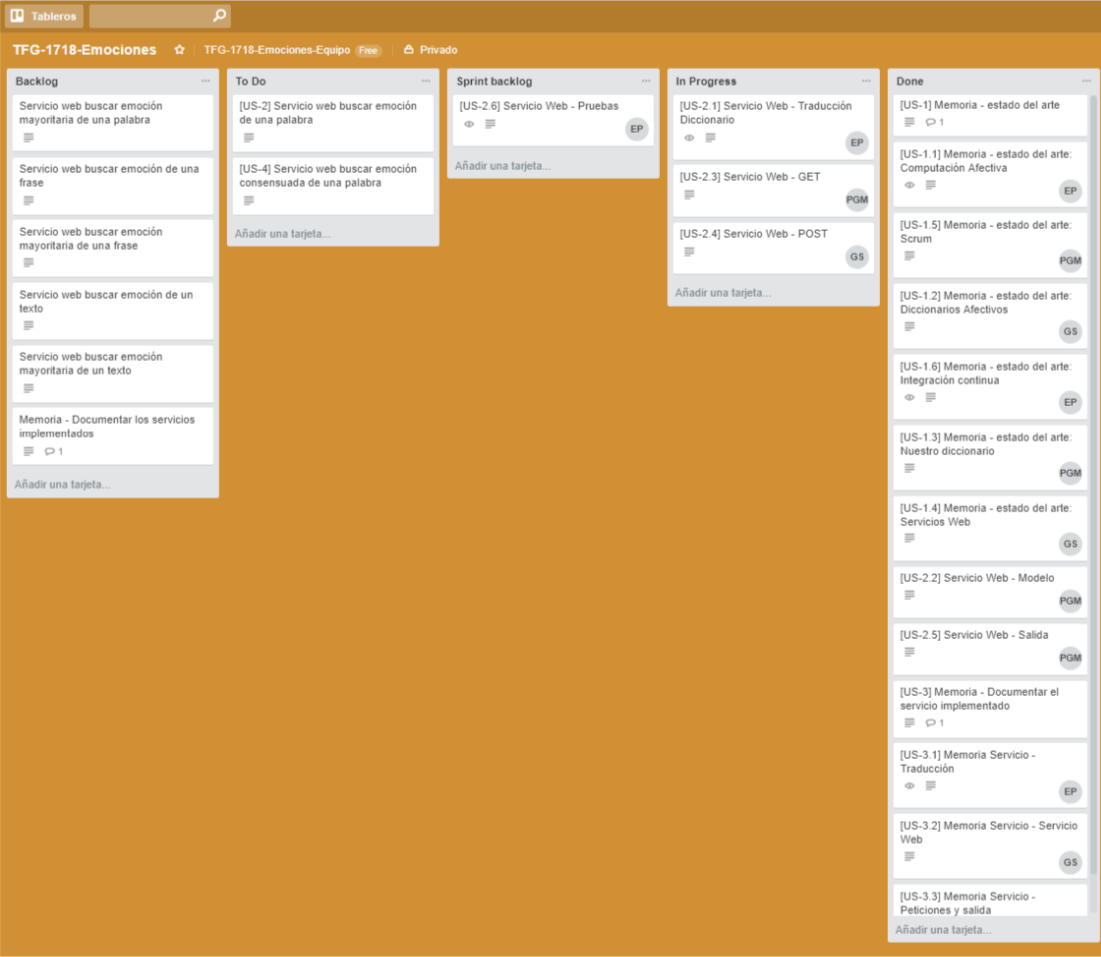 Tableros
TFG-1718-Emociones
TFG-1718-Emociones-Equipo Free
Privado
Backlog
Servicio web buscar emoción
mayoritaria de una palabra
Servicio web buscar emoción de una
frase
Servicio web buscar emoción
mayoritaria de una frase
Servicio web buscar emoción de un
texto
Servicio web buscar emoción
mayoritaria de un texto
Memoria - Documentar los servicios
implementados
1
Añadir una tarjeta...
To Do
[US-2] Servicio web buscar emoción
de una palabra
[US-4] Servicio web buscar emoción
consensuada de una palabra
Añadir una tarjeta...
Sprint backlog
[US-2.6] Servicio Web - Pruebas
EP
Añadir una tarjeta...
In Progress
[US-2.1] Servicio Web - Traducción
Diccionario
EP
[US-2.3] Servicio Web - GET
PGM
[US-2.4] Servicio Web - POST
GS
Añadir una tarjeta...
Done
[US-1] Memoria - estado del arte
1
[US-1.1] Memoria - estado del arte:
Computación Afectiva
EP
[US-1.5] Memoria - estado del arte:
Scrum
PGM
[US-1.2] Memoria - estado del arte:
Diccionarios Afectivos
GS
[US-1.6] Memoria - estado del arte:
Integración continua
EP
[US-1.3] Memoria - estado del arte:
Nuestro diccionario
PGM
[US-1.4] Memoria - estado del arte:
Servicios Web
GS
[US-2.2] Servicio Web - Modelo
PGM
[US-2.5] Servicio Web - Salida
PGM
[US-3] Memoria - Documentar el
servicio implementado
1
[US-3.1] Memoria Servicio -
Traducción
EP
[US-3.2] Memoria Servicio - Servicio
Web
GS
[US-3.3] Memoria Servicio -
Peticiones y salida
Añadir una tarjeta...